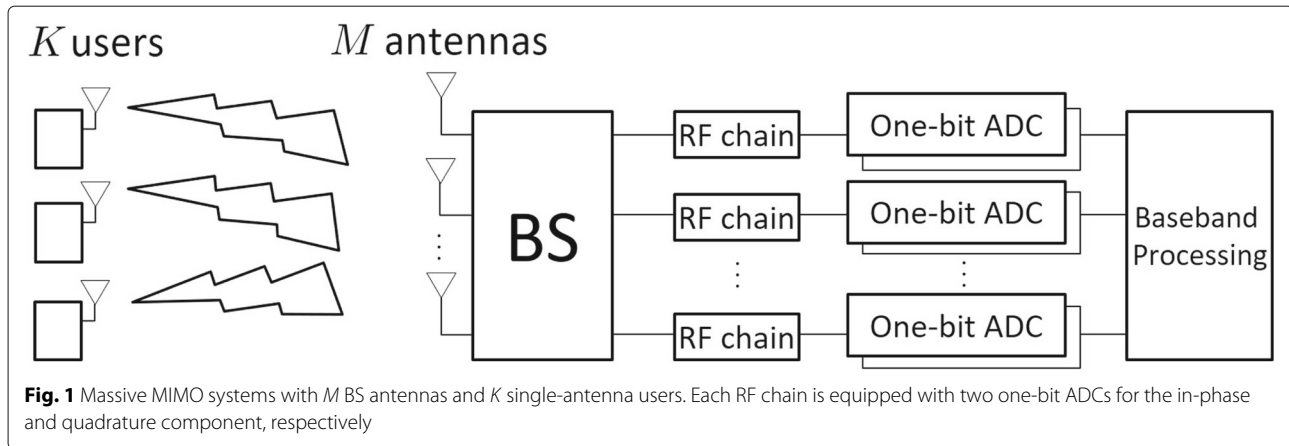 K users
M antennas
BS
RF chain
One-bit ADC
RF chain
One-bit ADC
RF chain
One-bit ADC
Baseband
Processing
Fig. 1 Massive MIMO systems with M BS antennas and K single-antenna users. Each RF chain is equipped with two one-bit ADCs for the in-phase
and quadrature component, respectively